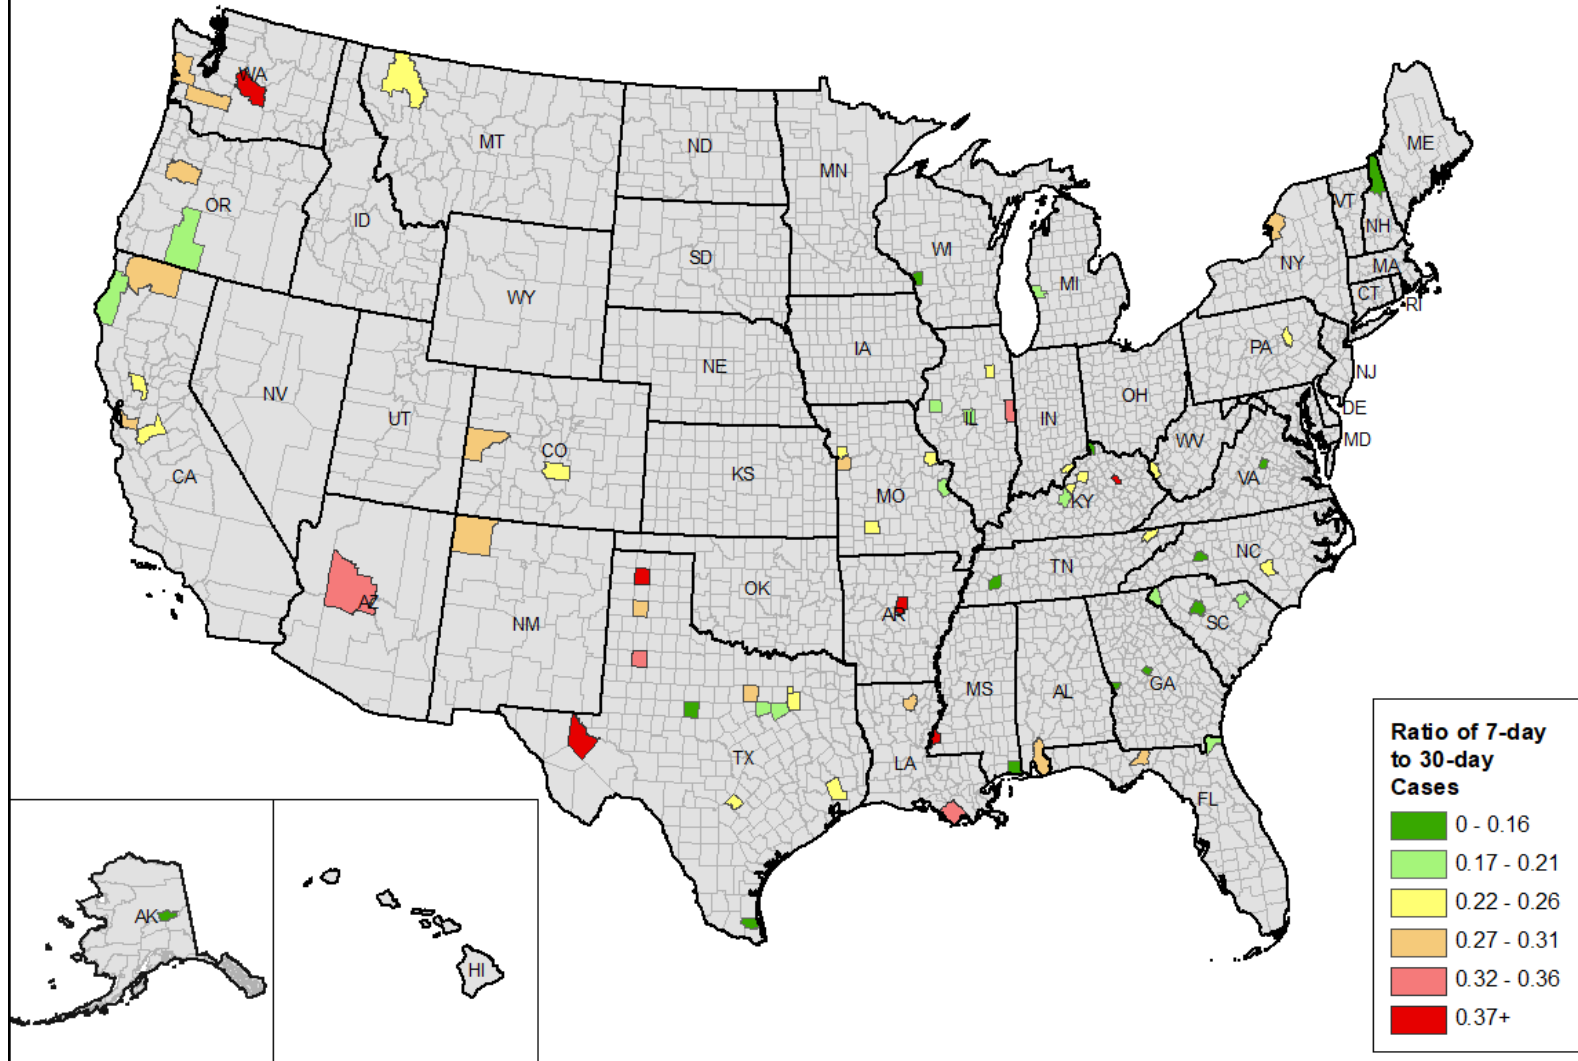 WA
MT
ND
MN
ME
OR
ID
VT
NH
WI
SD
MI
NY
MA
WY
CT
RI
IA
NE
PA
NJ
NV
UT
OH
DE
IL
IN
MD
CO
WV
CA
KS
MO
KY
VA
NC
TN
OK
AZ
AR
NM
SC
MS
AL
GA
TX
LA
FL
AK
HI
Ratio of 7-day
to 30-day
Cases
0 - 0.16
0.17 - 0.21
0.22 - 0.26
0.27 - 0.31
0.32 - 0.36
0.37+